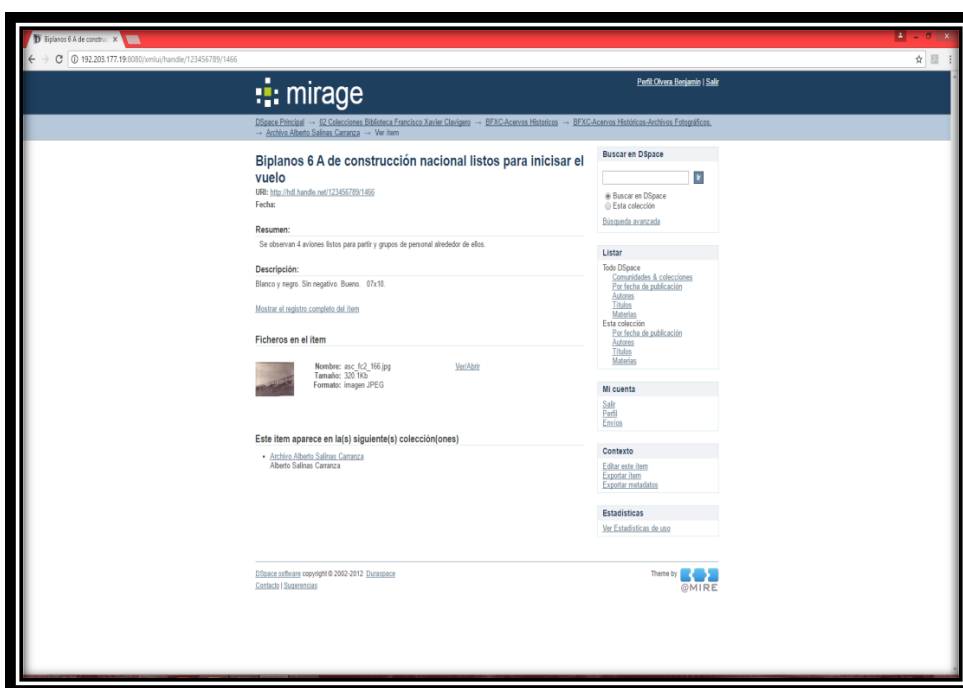 Biplanos 6 A de constru
192.203.177.19:8080/xmlui/handle/123456789/1466
mirage
Perfil: Olvera Benjamin | Salir
DSpace Principal → 02 Colecciones Biblioteca Francisco Xavier Clavigero → BFXC-Acervos Historicos → BFXC-Acervos Históricos-Archivos Fotográficos.
→ Archivo Alberto Salinas Carranza → Ver ítem
Biplanos 6 A de construcción nacional listos para inicisar el
vuelo
URI: http://hdl.handle.net/123456789/1466
Fecha:
Resumen:
Se observan 4 aviones listos para partir y grupos de personal alrededor de ellos.
Descripción:
Blanco y negro. Sin negativo. Bueno. 07x10.
Mostrar el registro completo del ítem
Ficheros en el ítem
Nombre: asc_fc2_166.jpg
Tamaño: 320.1Kb
Formato: imagen JPEG
Ver/Abrir
Este ítem aparece en la(s) siguiente(s) colección(ones)
• Archivo Alberto Salinas Carranza
Alberto Salinas Carranza
Buscar en DSpace
Ir
Buscar en DSpace
Esta colección
Búsqueda avanzada
Listar
Todo DSpace
Comunidades & colecciones
Por fecha de publicación
Autores
Títulos
Materias
Esta colección
Por fecha de publicación
Autores
Títulos
Materias
Mi cuenta
Salir
Perfil
Envíos
Contexto
Editar este ítem
Exportar ítem
Exportar metadatos
Estadísticas
Ver Estadísticas de uso
DSpace software copyright © 2002-2012 Duraspace
Contacto | Sugerencias
Theme by
@MIRE